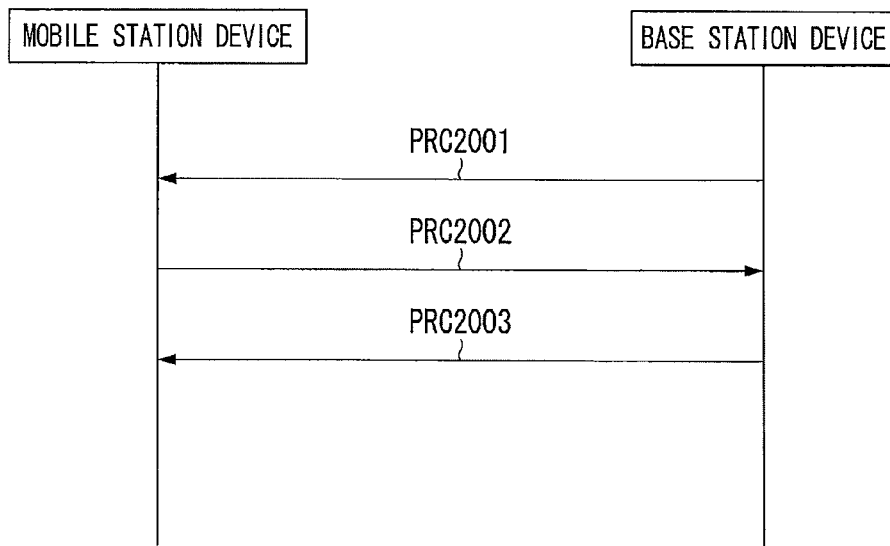 MOBILE STATION DEVICE
BASE STATION DEVICE
PRC2001
PRC2002
PRC2003